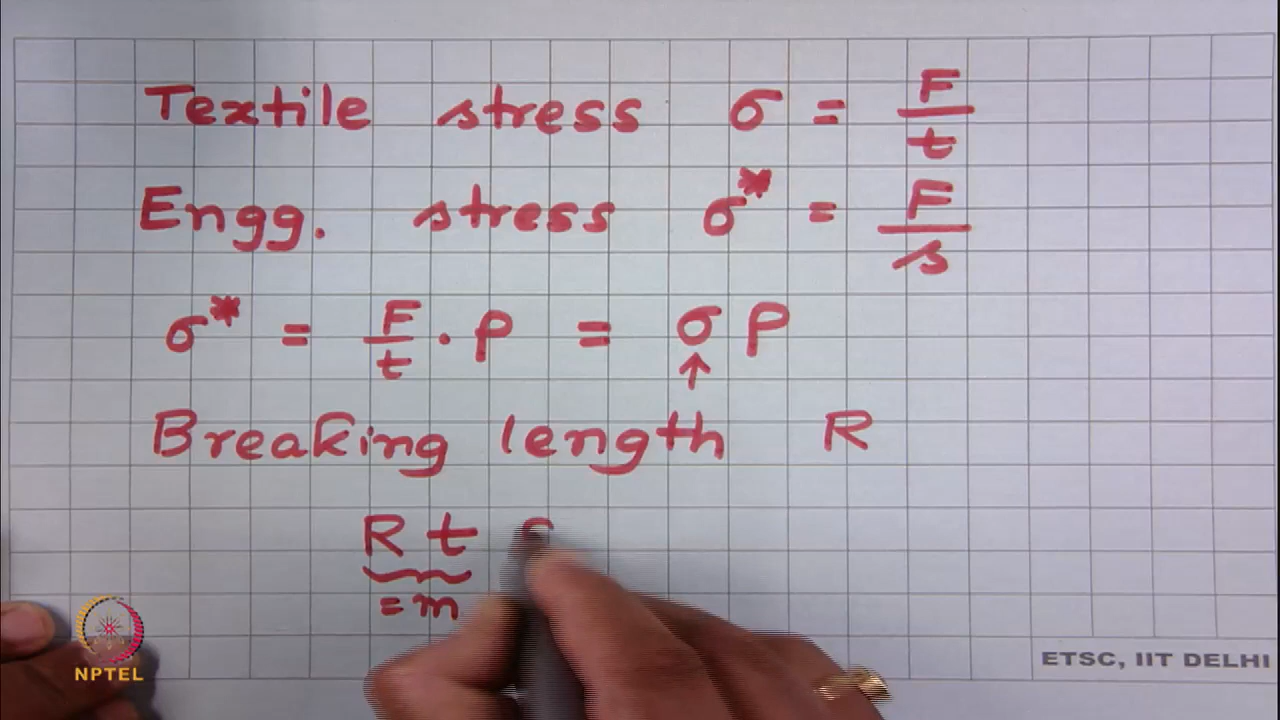 Textile stress σ = F/t
Engg. stress σ* = F/s
σ* = F/t · ρ = σ ρ
↑
Breaking length R
R t
= m
NPTEL
ETSC, IIT DELHI